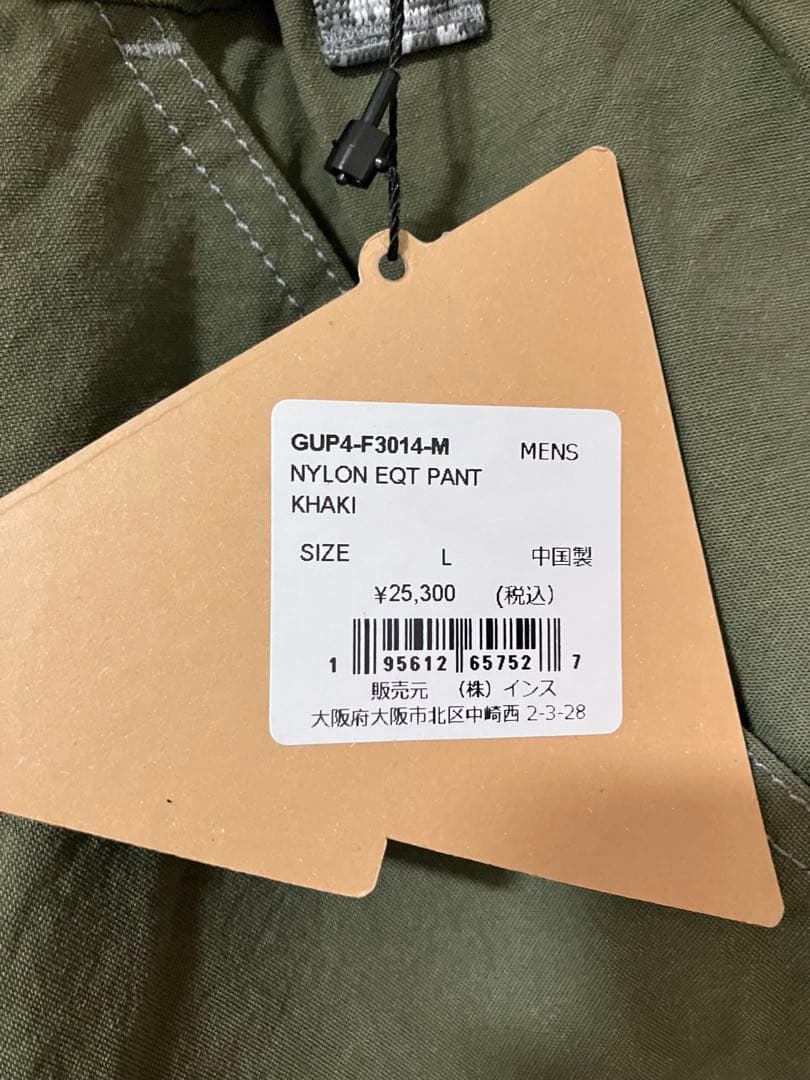 GUP4-F3014-M MENS
NYLON EQT PANT
KHAKI
SIZE L 中国製
¥25,300 (税込)
1 95612 65752 7
販売元 (株)インス
大阪府大阪市北区中崎西 2-3-28